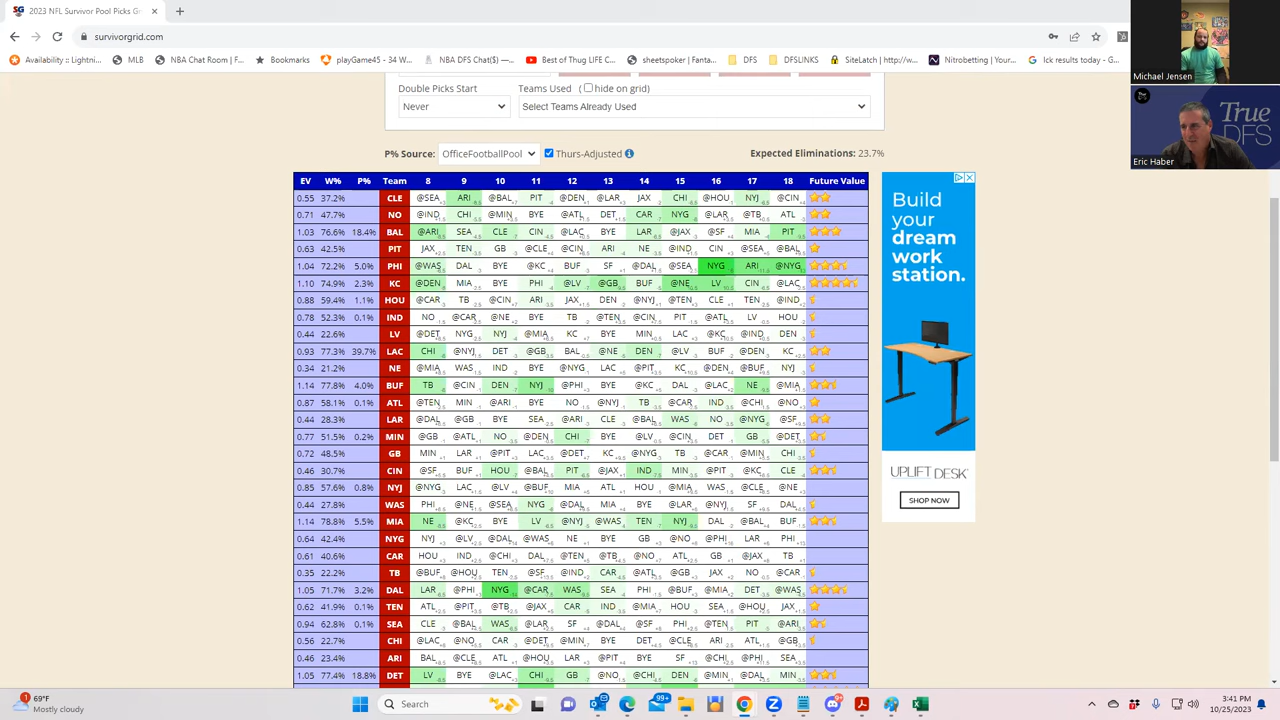 2023 NFL Survivor Pool Picks Gr
survivorgrid.com
Availability :: Lightni... MLB NBA Chat Room | F... Bookmarks playGame45 - 34 W... NBA DFS Chat($) —... Best of Thug LIFE C... sheetspoker | Search DFS DFSLINKS SiteLatch | http://w... Nitrobetting | Your... Ick results today - G...
Double Picks Start Teams Used ( hide on grid)
Never Select Teams Already Used
P% Source: OfficeFootballPool Thurs-Adjusted Expected Eliminations: 23.7%
EV W% P% Team 8 9 10 11 12 13 14 15 16 17 18 Future Value
0.55 37.2% CLE @SEA ARI @BAL PIT @DEN @LAR JAX CHI @HOU NYJ @CIN
0.71 47.7% NO @IND CHI @MIN BYE @ATL DET CAR NYG @LAR @TB ATL
1.03 76.6% 18.4% BAL @ARI SEA CLE CIN @LAC BYE LAR @JAX @SF MIA PIT
0.63 42.5% PIT JAX TEN GB @CLE @CIN ARI NE @IND CIN @SEA @BAL
1.04 72.2% 5.0% PHI @WAS DAL BYE @KC BUF SF @DAL @SEA NYG ARI @NYG
1.10 74.9% 2.3% KC @DEN MIA BYE PHI @LV @GB BUF @NE LV CIN @LAC
0.88 59.4% 1.1% HOU @CAR TB @CIN ARI JAX DEN @NYJ @TEN CLE TEN @IND
0.78 52.3% 0.1% IND NO @CAR @NE BYE TB @TEN @CIN PIT @ATL LV HOU
0.44 22.6% LV @DET NYG NYJ @MIA KC BYE MIN LAC @KC @IND DEN
0.93 77.3% 39.7% LAC CHI @NYJ DET @GB BAL @NE DEN @LV BUF @DEN KC
0.34 21.2% NE @MIA WAS IND BYE @NYG LAC @PIT KC @DEN @BUF NYJ
1.14 77.8% 4.0% BUF TB @CIN DEN NYJ @PHI BYE @KC DAL @LAC NE @MIA
0.87 58.1% 0.1% ATL @TEN MIN @ARI BYE NO @NYJ TB @CAR IND @CHI @NO
0.44 28.3% LAR @DAL @GB BYE SEA @ARI CLE @BAL WAS NO @NYG @SF
0.77 51.5% 0.2% MIN @GB @ATL NO @DEN CHI BYE @LV @CIN DET GB @DET
0.72 48.5% GB MIN LAR @PIT LAC @DET KC @NYG TB @CAR @MIN CHI
0.46 30.7% CIN @SF BUF HOU @BAL PIT @JAX IND MIN @PIT @KC CLE
0.85 57.6% 0.8% NYJ @NYG LAC @LV @BUF MIA ATL HOU @MIA WAS @CLE @NE
0.44 27.8% WAS PHI @NE @SEA NYG @DAL MIA BYE @LAR @NYJ SF DAL
1.14 78.8% 5.5% MIA NE @KC BYE LV @NYJ @WAS TEN NYJ DAL @BAL BUF
0.64 42.4% NYG NYJ @LV @DAL @WAS NE BYE GB @NO @PHI LAR PHI
0.61 40.6% CAR HOU IND @CHI DAL @TEN @TB @NO ATL GB @JAX TB
0.35 22.2% TB @BUF @HOU TEN @SF @IND CAR @ATL @GB JAX NO @CAR
1.05 71.7% 3.2% DAL LAR @PHI NYG @CAR WAS SEA PHI @BUF @MIA DET @WAS
0.62 41.9% 0.1% TEN ATL @PIT @TB @JAX CAR IND @MIA HOU SEA @HOU JAX
0.94 62.8% 0.1% SEA CLE @BAL WAS @LAR SF @DAL @SF PHI @TEN PIT @ARI
0.56 22.7% CHI @LAC @NO CAR @DET @MIN BYE DET @CLE ARI ATL @GB
0.46 23.4% ARI BAL @CLE ATL @HOU LAR @PIT BYE SF @CHI @PHI SEA
1.05 77.4% 18.8% DET LV BYE @LAC CHI GB @NO @CHI DEN @MIN @DAL MIN
Michael Jensen
True
DFS
Eric Haber
Build
your
dream
work
station.
UPLIFT DESK
SHOP NOW
1 69°F
Mostly cloudy
Search
99+
3:41 PM
10/25/2023